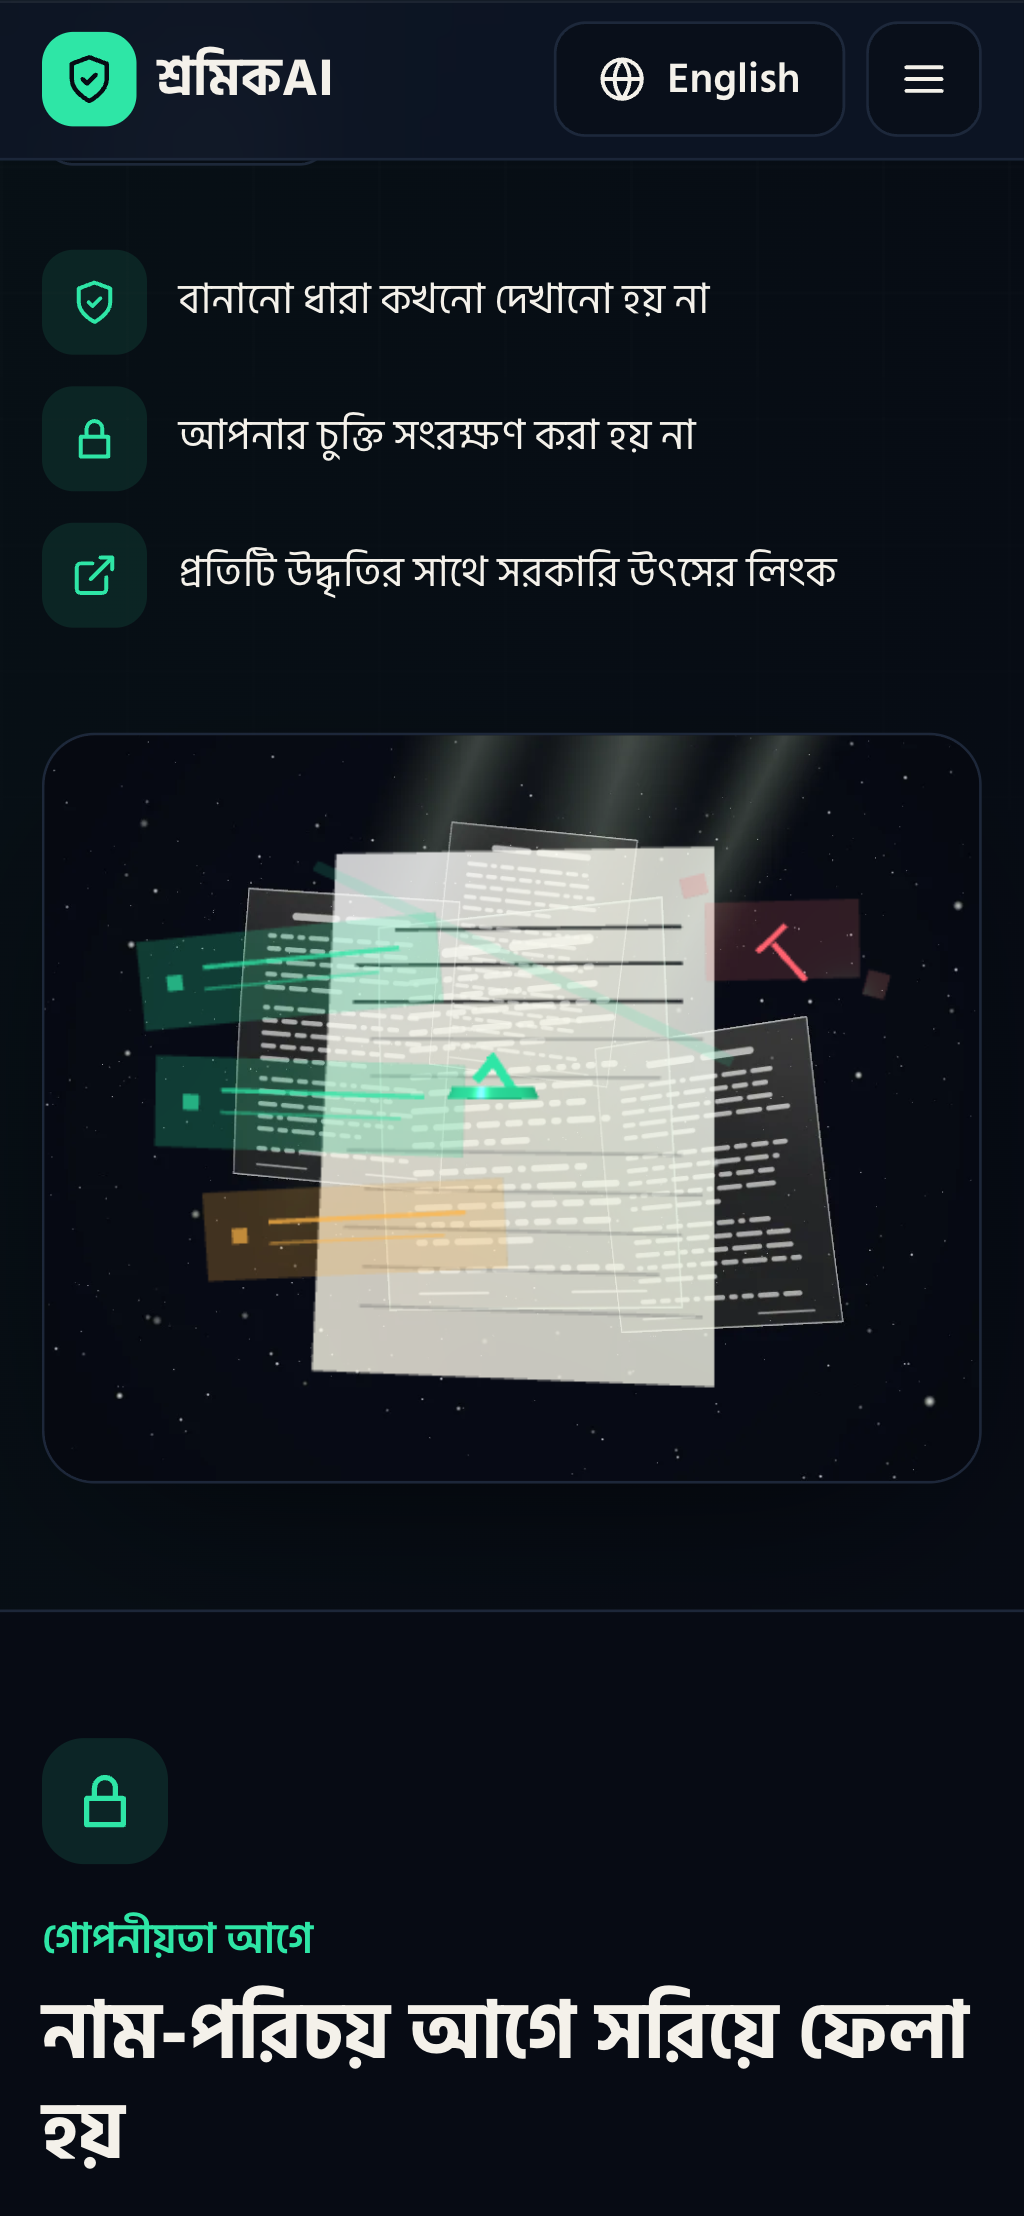 শ্রমিকAI
English
বানানো ধারা কখনো দেখানো হয় না
আপনার চুক্তি সংরক্ষণ করা হয় না
প্রতিটি উদ্ধৃতির সাথে সরকারি উৎসের লিংক
গোপনীয়তা আগে
নাম-পরিচয় আগে সরিয়ে ফেলা
হয়